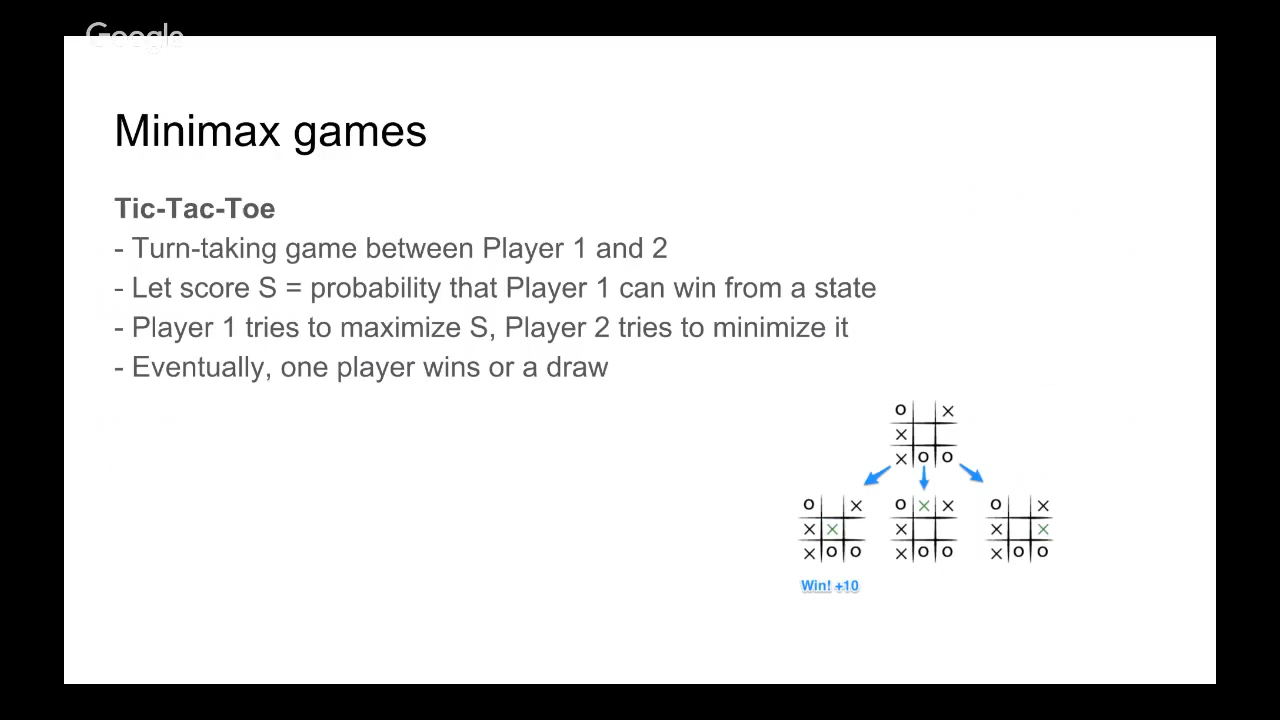 Google
Minimax games
Tic-Tac-Toe
- Turn-taking game between Player 1 and 2
- Let score S = probability that Player 1 can win from a state
- Player 1 tries to maximize S, Player 2 tries to minimize it
- Eventually, one player wins or a draw
O X
X
X O O
O X
X X
X O O
O X X
X
X O O
O X
X X
X O O
Win! +10